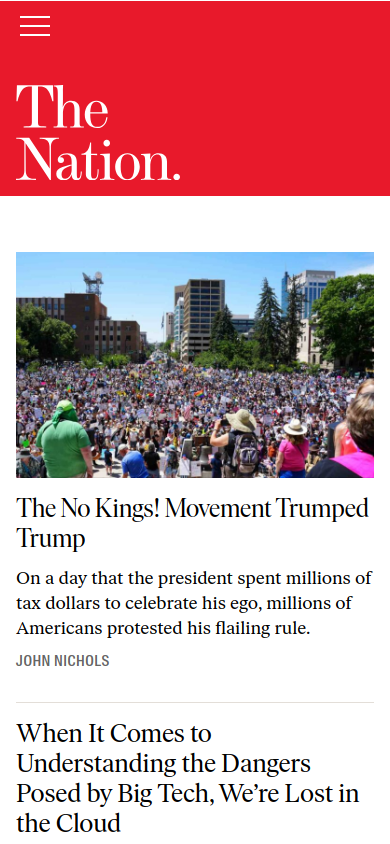 The
Nation.
The No Kings! Movement Trumped
Trump
On a day that the president spent millions of
tax dollars to celebrate his ego, millions of
Americans protested his flailing rule.
JOHN NICHOLS
When It Comes to
Understanding the Dangers
Posed by Big Tech, We’re Lost in
the Cloud